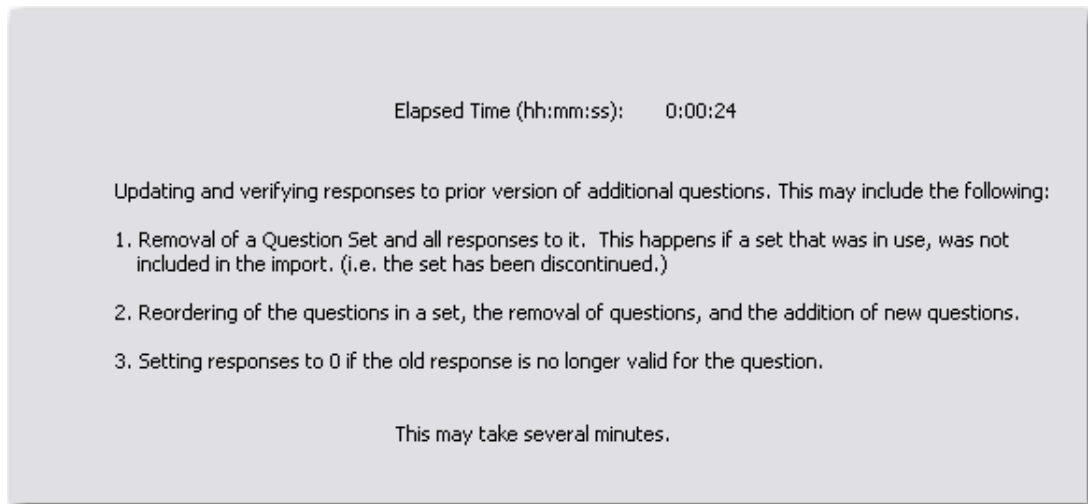 Elapsed Time (hh:mm:ss): 0:00:24
Updating and verifying responses to prior version of additional questions. This may include the following:
1. Removal of a Question Set and all responses to it. This happens if a set that was in use, was not
included in the import. (i.e. the set has been discontinued.)
2. Reordering of the questions in a set, the removal of questions, and the addition of new questions.
3. Setting responses to 0 if the old response is no longer valid for the question.
This may take several minutes.